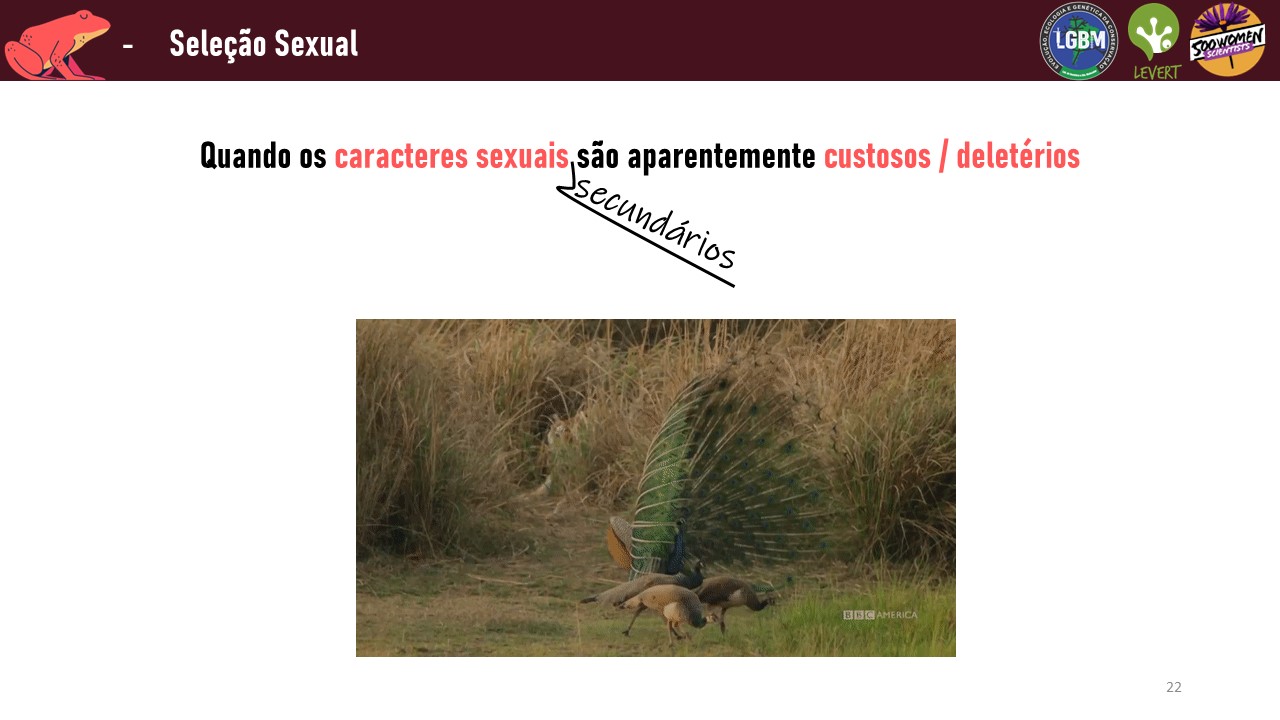 - Seleção Sexual
EVOLUÇÃO, ECOLOGIA E GENÉTICA DA CONSERVAÇÃO
LGBM
LEVERT
500 WOMEN
SCIENTISTS
Quando os caracteres sexuais são aparentemente custosos / deletérios
secundários
BBC AMERICA
22